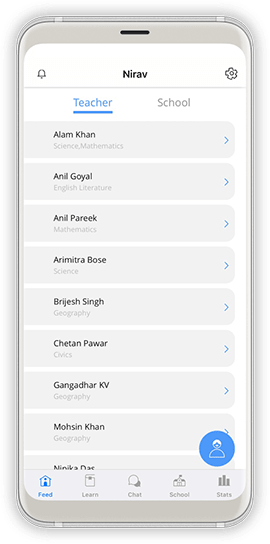 Nirav
Teacher School
Alam Khan
Science,Mathematics
Anil Goyal
English Literature
Anil Pareek
Mathematics
Arimitra Bose
Science
Brijesh Singh
Geography
Chetan Pawar
Civics
Gangadhar KV
Geography
Mohsin Khan
Geography
Ninika Das
Feed Learn Chat School Stats